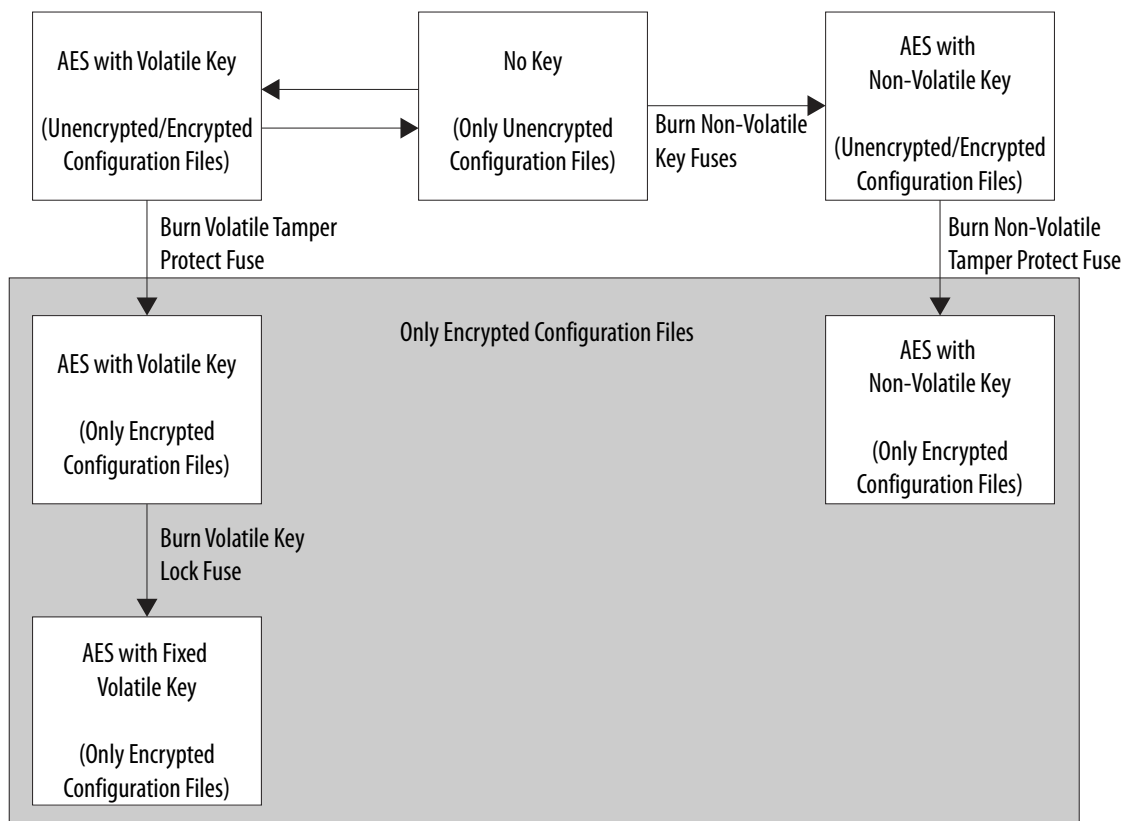 AES with Volatile Key
(Unencrypted/Encrypted
Configuration Files)
No Key
(Only Unencrypted
Configuration Files)
Burn Non-Volatile
Key Fuses
AES with
Non-Volatile Key
(Unencrypted/Encrypted
Configuration Files)
Burn Volatile Tamper
Protect Fuse
Burn Non-Volatile
Tamper Protect Fuse
Only Encrypted Configuration Files
AES with Volatile Key
(Only Encrypted
Configuration Files)
AES with
Non-Volatile Key
(Only Encrypted
Configuration Files)
Burn Volatile Key
Lock Fuse
AES with Fixed
Volatile Key
(Only Encrypted
Configuration Files)